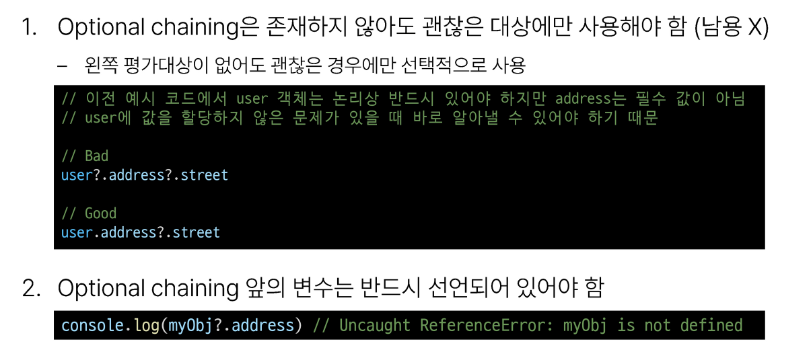 1. Optional chaining은 존재하지 않아도 괜찮은 대상에만 사용해야 함 (남용 X)
– 왼쪽 평가대상이 없어도 괜찮은 경우에만 선택적으로 사용
// 이전 예시 코드에서 user 객체는 논리상 반드시 있어야 하지만 address는 필수 값이 아님
// user에 값을 할당하지 않은 문제가 있을 때 바로 알아낼 수 있어야 하기 때문
// Bad
user?.address?.street
// Good
user.address?.street
2. Optional chaining 앞의 변수는 반드시 선언되어 있어야 함
console.log(myObj?.address) // Uncaught ReferenceError: myObj is not defined